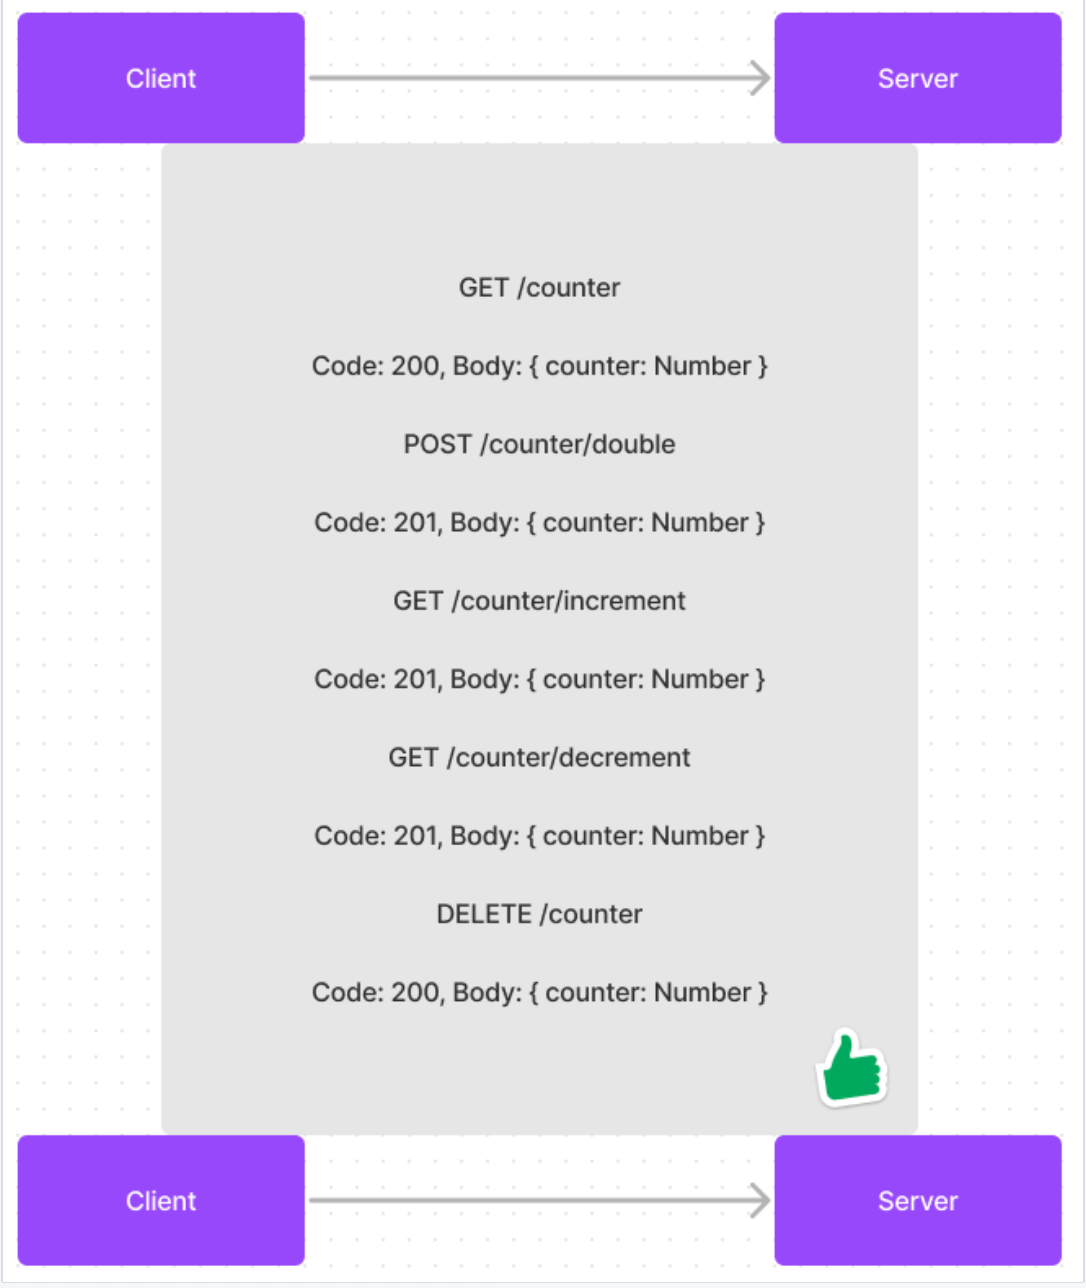 Client
Server
GET /counter
Code: 200, Body: { counter: Number }
POST /counter/double
Code: 201, Body: { counter: Number }
GET /counter/increment
Code: 201, Body: { counter: Number }
GET /counter/decrement
Code: 201, Body: { counter: Number }
DELETE /counter
Code: 200, Body: { counter: Number }
Client
Server